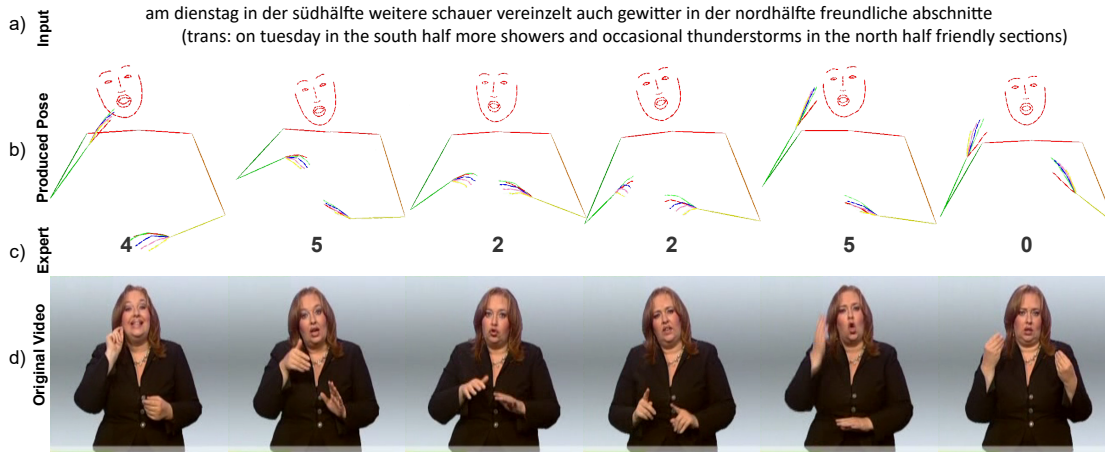 a) Input
am dienstag in der südhälfte weitere schauer vereinzelt auch gewitter in der nordhälfte freundliche abschnitte
(trans: on tuesday in the south half more showers and occasional thunderstorms in the north half friendly sections)
b) Produced Pose
c) Expert 4 5 2 2 5 0
d) Original Video